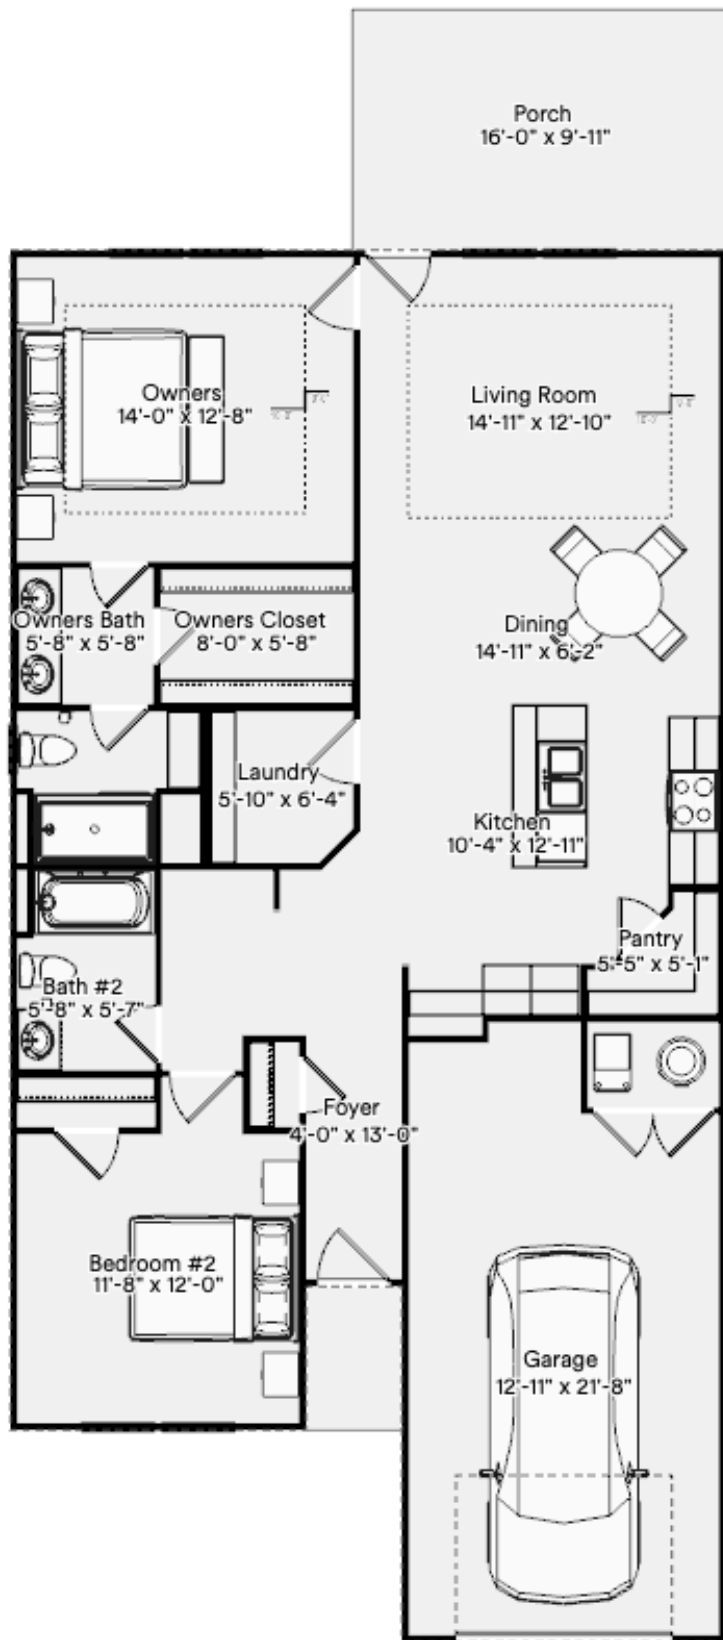 Porch
16'-0" x 9'-11"
Owners
14'-0" x 12'-8"
Living Room
14'-11" x 12'-10"
Owners Bath
5'-8" x 5'-8"
Owners Closet
8'-0" x 5'-8"
Dining
14'-11" x 6'-2"
Laundry
5'-10" x 6'-4"
Kitchen
10'-4" x 12'-11"
Pantry
5'-5" x 5'-1"
Bath #2
5'-8" x 5'-7"
Foyer
4'-0" x 13'-0"
Bedroom #2
11'-8" x 12'-0"
Garage
12'-11" x 21'-8"